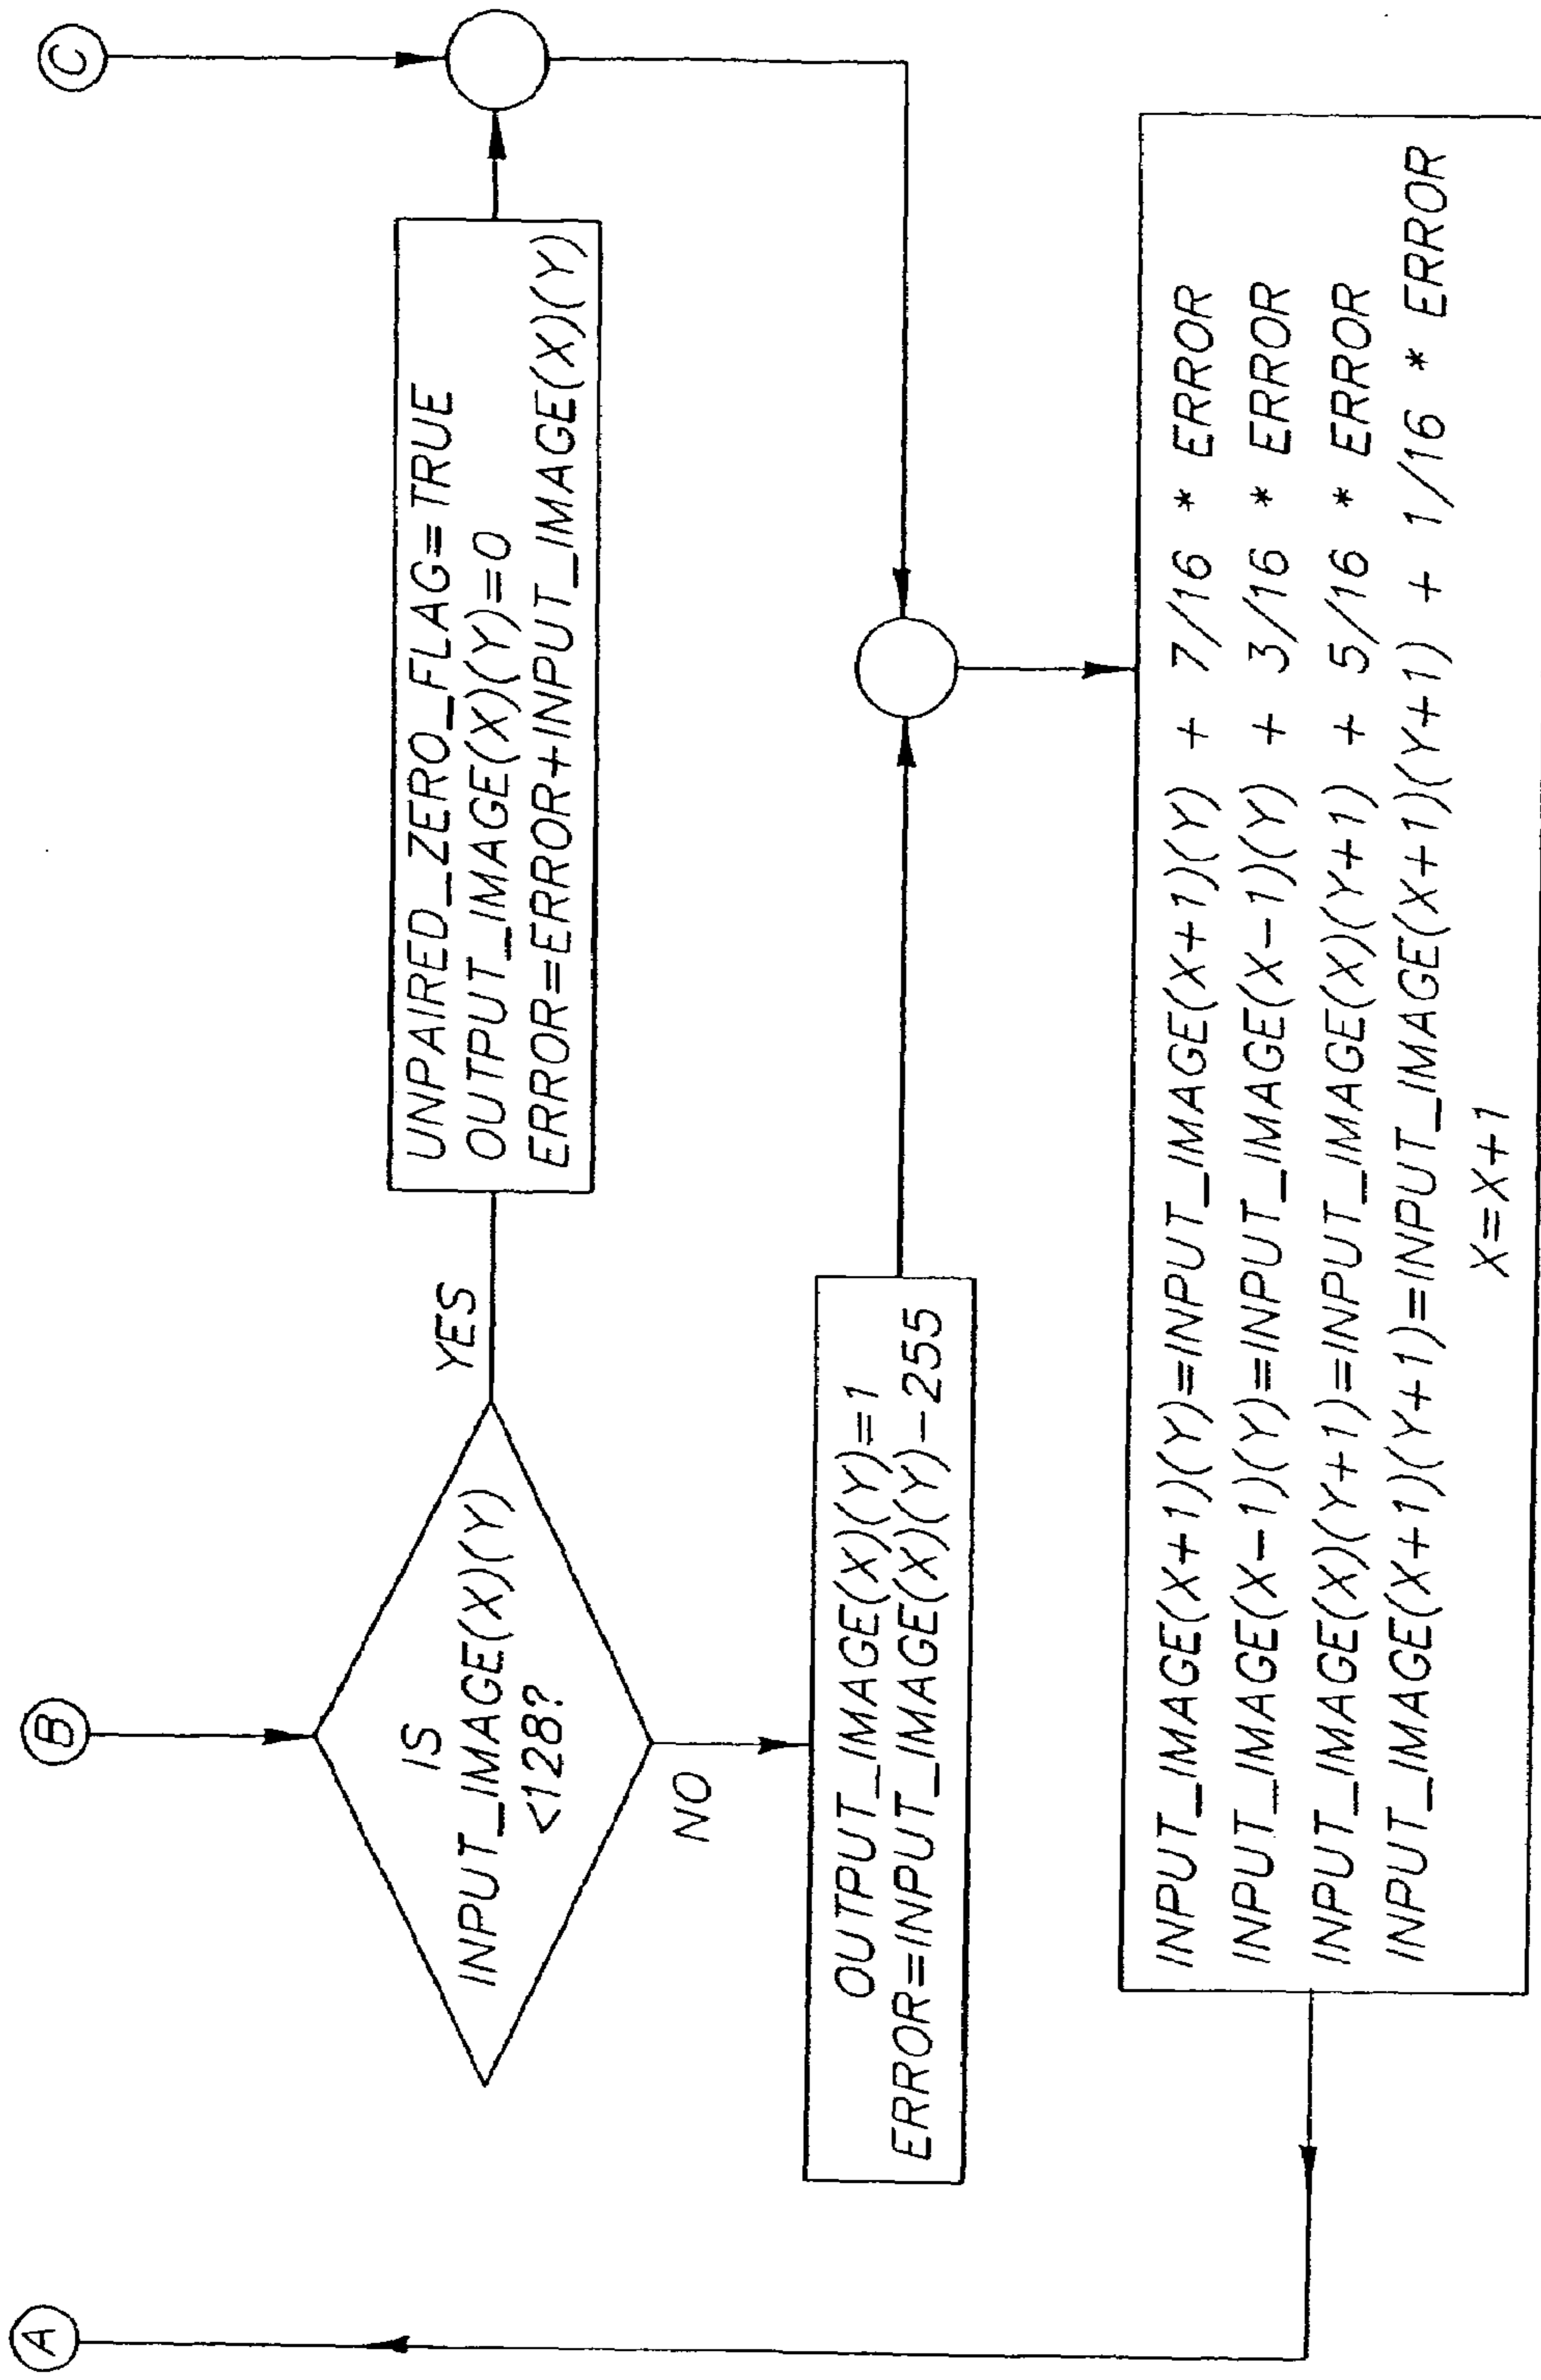 A
B
C
IS
INPUT_IMAGE(X)(Y)
<128?
YES
UNPAIRED_ZERO_FLAG=TRUE
OUTPUT_IMAGE(X)(Y)=0
ERROR=ERROR+INPUT_IMAGE(X)(Y)
NO
OUTPUT_IMAGE(X)(Y)=1
ERROR=INPUT_IMAGE(X)(Y)-255
INPUT_IMAGE(X+1)(Y)=INPUT_IMAGE(X+1)(Y) + 7/16 * ERROR
INPUT_IMAGE(X-1)(Y)=INPUT_IMAGE(X-1)(Y) + 3/16 * ERROR
INPUT_IMAGE(X)(Y+1)=INPUT_IMAGE(X)(Y+1) + 5/16 * ERROR
INPUT_IMAGE(X+1)(Y+1)=INPUT_IMAGE(X+1)(Y+1) + 1/16 * ERROR
X=X+1